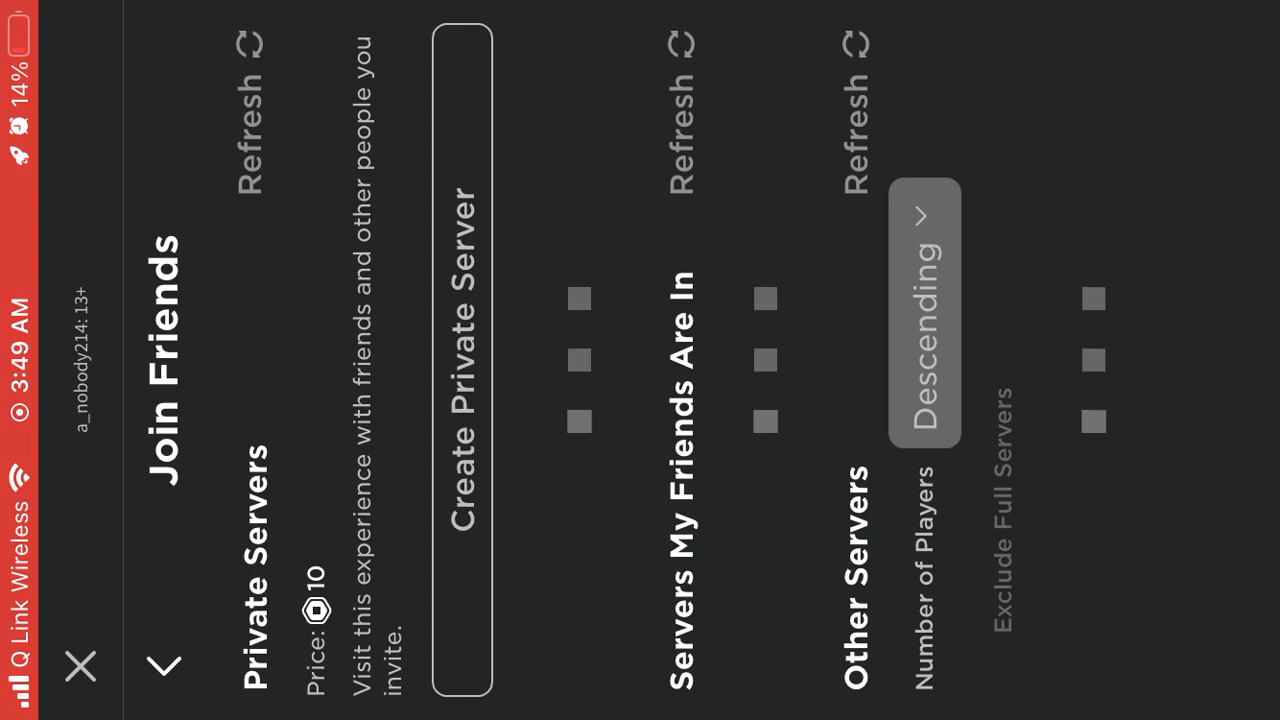 Q Link Wireless 3:49 AM 14%
a_nobody214: 13+
Join Friends
Private Servers Refresh
Price: 10
Visit this experience with friends and other people you
invite.
Create Private Server
Servers My Friends Are In Refresh
Other Servers Refresh
Number of Players Descending
Exclude Full Servers